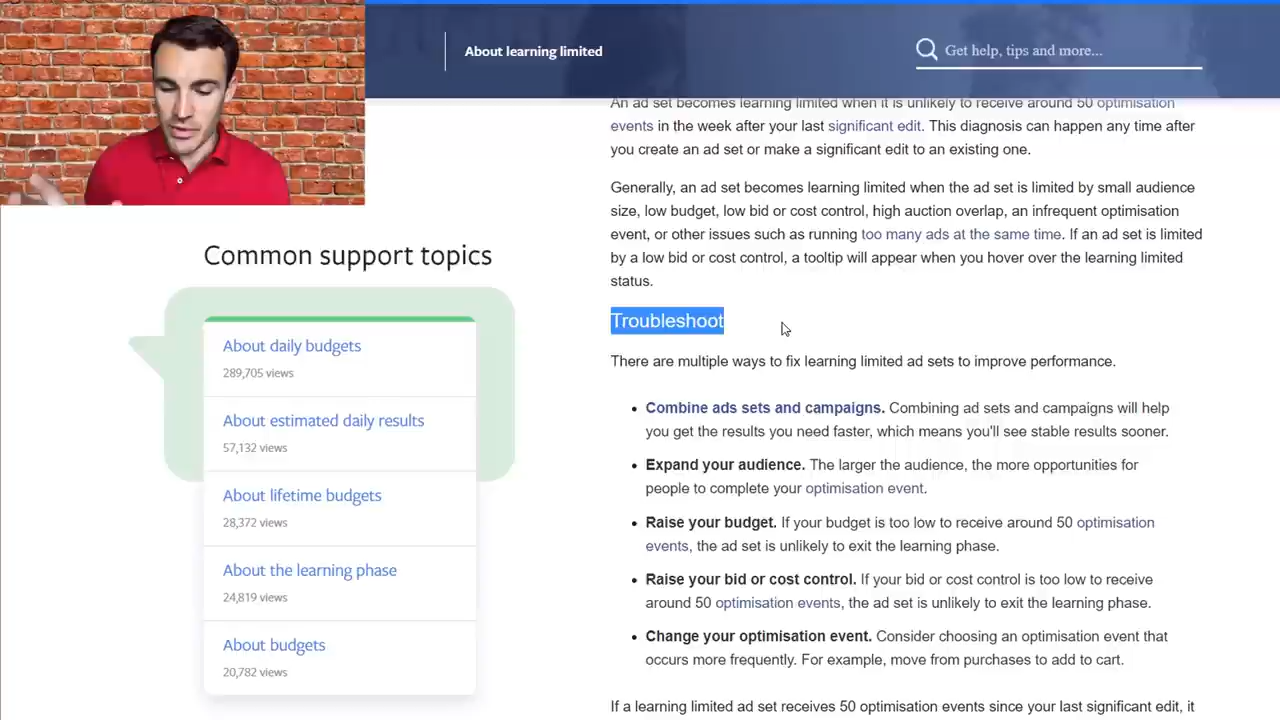 About learning limited
Get help, tips and more...
An ad set becomes learning limited when it is unlikely to receive around 50 optimisation
events in the week after your last significant edit. This diagnosis can happen any time after
you create an ad set or make a significant edit to an existing one.
Generally, an ad set becomes learning limited when the ad set is limited by small audience
size, low budget, low bid or cost control, high auction overlap, an infrequent optimisation
event, or other issues such as running too many ads at the same time. If an ad set is limited
by a low bid or cost control, a tooltip will appear when you hover over the learning limited
status.
Troubleshoot
There are multiple ways to fix learning limited ad sets to improve performance.
• Combine ads sets and campaigns. Combining ad sets and campaigns will help
you get the results you need faster, which means you'll see stable results sooner.
• Expand your audience. The larger the audience, the more opportunities for
people to complete your optimisation event.
• Raise your budget. If your budget is too low to receive around 50 optimisation
events, the ad set is unlikely to exit the learning phase.
• Raise your bid or cost control. If your bid or cost control is too low to receive
around 50 optimisation events, the ad set is unlikely to exit the learning phase.
• Change your optimisation event. Consider choosing an optimisation event that
occurs more frequently. For example, move from purchases to add to cart.
If a learning limited ad set receives 50 optimisation events since your last significant edit, it
Common support topics
About daily budgets
289,705 views
About estimated daily results
57,132 views
About lifetime budgets
28,372 views
About the learning phase
24,819 views
About budgets
20,782 views